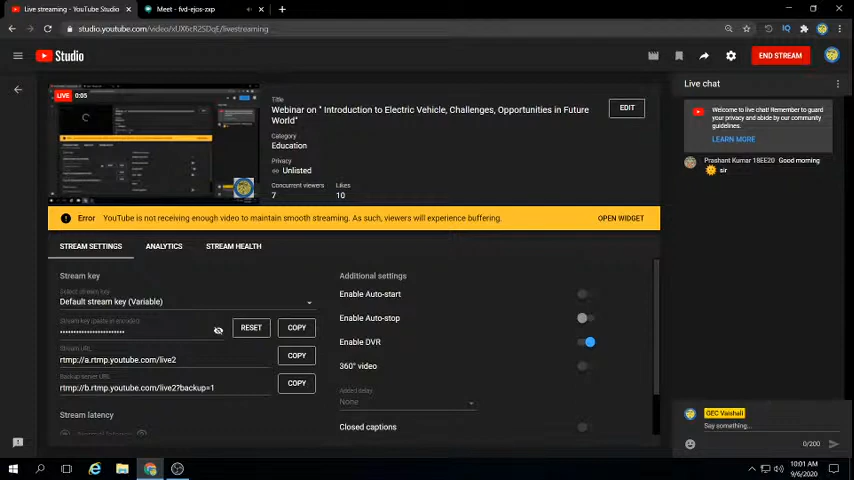 Live streaming - YouTube Studio
Meet - fvd-ejos-zxp
studio.youtube.com/video/xUX6cR25DqE/livestreaming
Studio
END STREAM
LIVE 0:05
Title
Webinar on " Introduction to Electric Vehicle, Challenges, Opportunities in Future
World"
Category
Education
Privacy
Unlisted
Concurrent viewers
7
Likes
10
EDIT
Error YouTube is not receiving enough video to maintain smooth streaming. As such, viewers will experience buffering.
OPEN WIDGET
STREAM SETTINGS
ANALYTICS
STREAM HEALTH
Stream key
Select stream key
Default stream key (Variable)
Stream key (paste in encoder)
RESET
COPY
Stream URL
rtmp://a.rtmp.youtube.com/live2
COPY
Backup server URL
rtmp://b.rtmp.youtube.com/live2?backup=1
COPY
Stream latency
Additional settings
Enable Auto-start
Enable Auto-stop
Enable DVR
360° video
Added delay
None
Closed captions
Live chat
Welcome to live chat! Remember to guard
your privacy and abide by our community
guidelines.
LEARN MORE
Prashant Kumar 18EE20 Good morning
sir
OEC Vaishali
Say something...
0/200
10:01 AM
9/6/2020